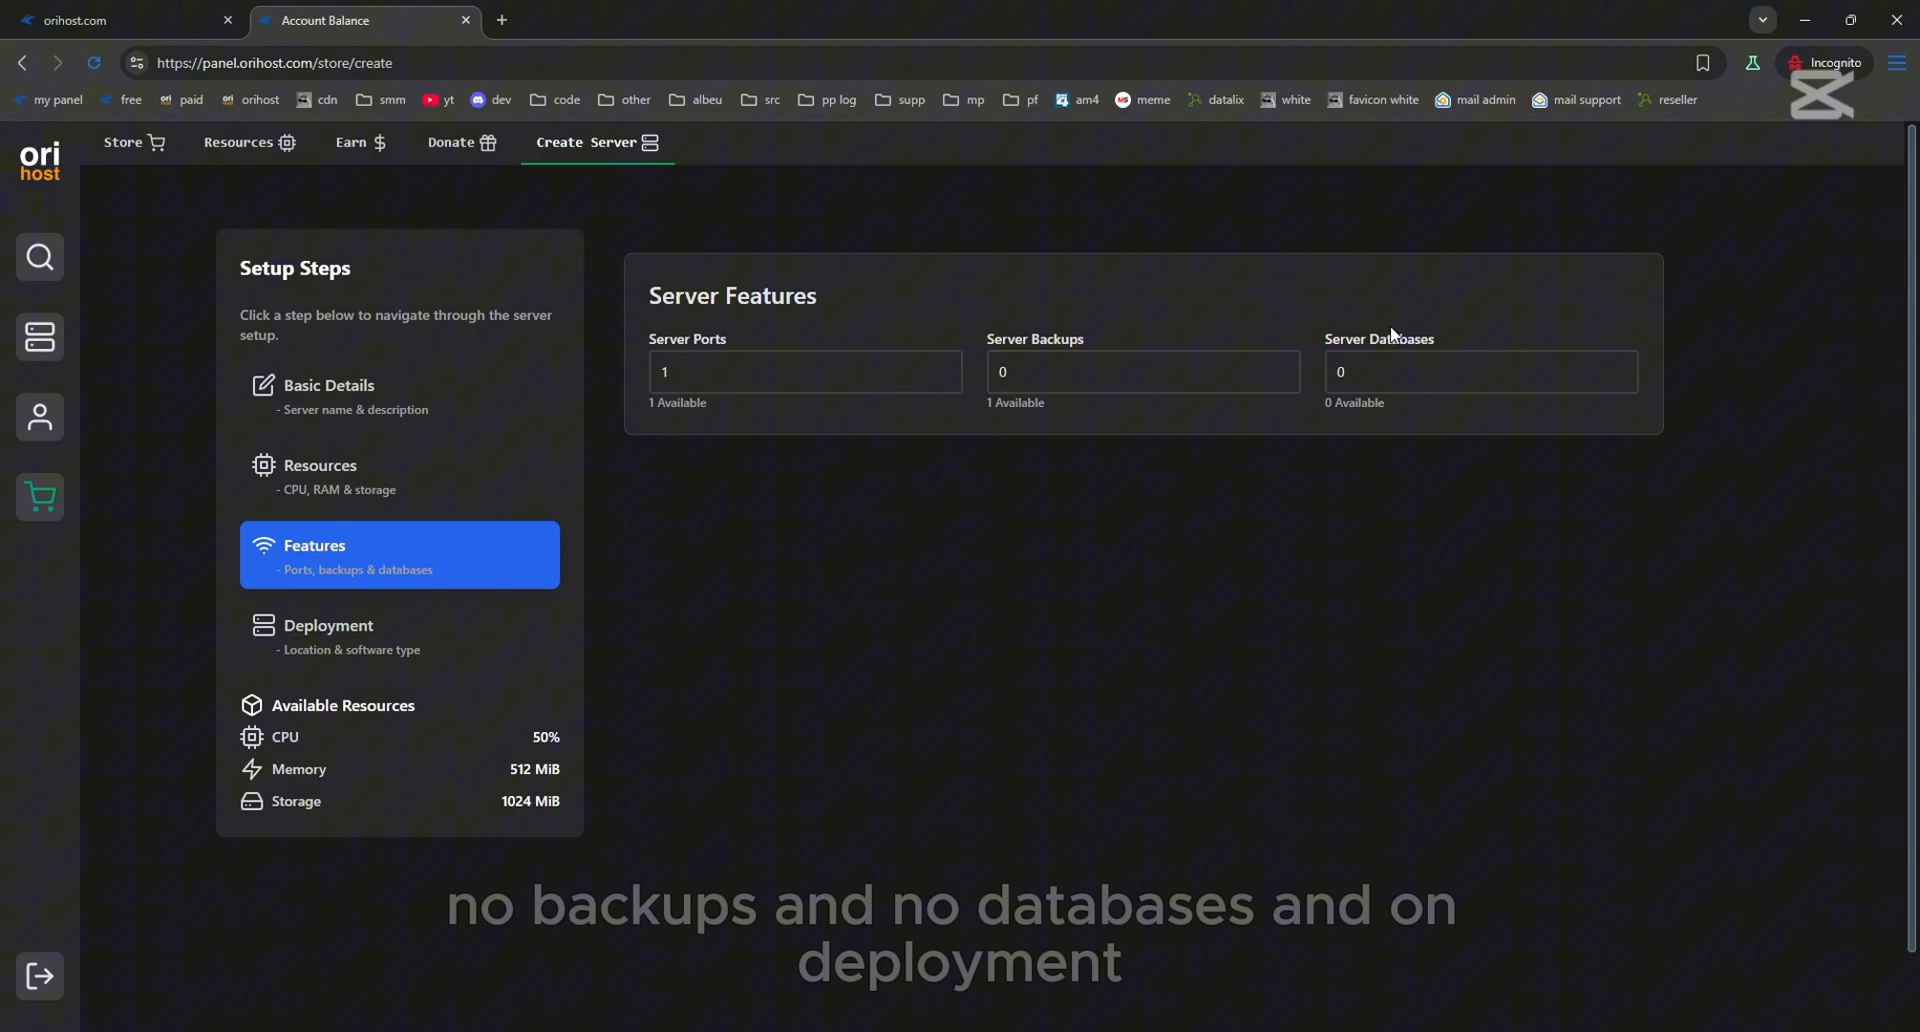 orihost.com
Account Balance
https://panel.orihost.com/store/create
Incognito
my panel
free
paid
orihost
cdn
smm
yt
dev
code
other
albeu
src
pp log
supp
mp
pf
am4
meme
datalix
white
favicon white
mail admin
mail support
reseller
ori
host
Store
Resources
Earn
Donate
Create Server
Setup Steps
Click a step below to navigate through the server
setup.
Basic Details
- Server name & description
Resources
- CPU, RAM & storage
Features
- Ports, backups & databases
Deployment
- Location & software type
Available Resources
CPU 50%
Memory 512 MiB
Storage 1024 MiB
Server Features
Server Ports
1
1 Available
Server Backups
0
1 Available
Server Databases
0
0 Available
no backups and no databases and on
deployment